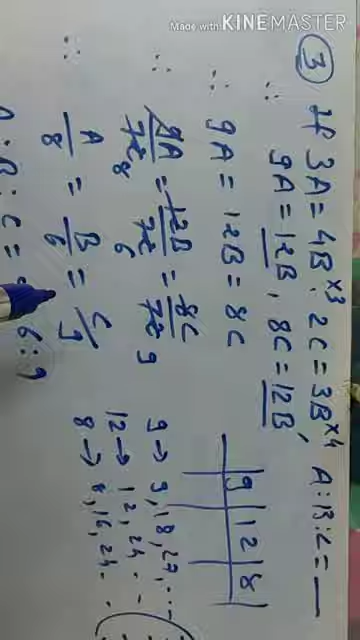 Made with KINEMASTER
③ If 3A = 4B ×3, 2C = 3B ×4, A:B:C = ___
∴ 9A = 12B, 8C = 12B
∴ 9A = 12B = 8C
∴ 9A/72 8 = 12B/72 6 = 8C/72 9
A/8 = B/6 = C/9
A : B : C = 6 : 9
9 12 8
9 → 9, 18, 27, ...
12 → 12, 24 ...
8 → 8, 16, 24 ...